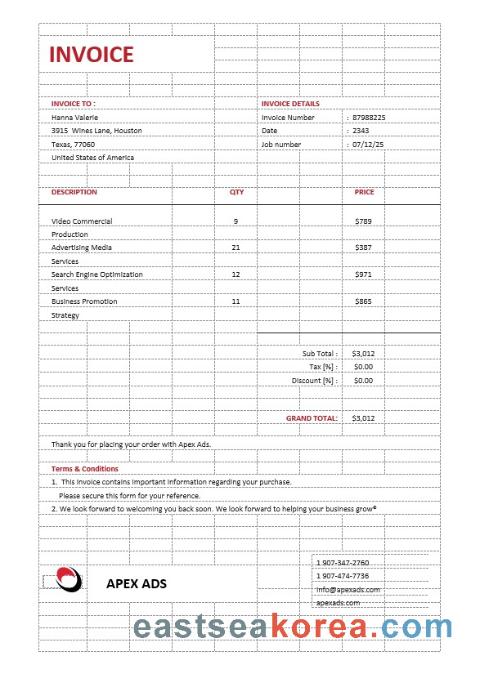 INVOICE
INVOICE TO :
INVOICE DETAILS
Hanna Valerie
Invoice Number : 87988225
3915 Wines Lane, Houston
Date : 2343
Texas, 77060
Job number : 07/12/25
United States of America
DESCRIPTION QTY PRICE
Video Commercial 9 $789
Production
Advertising Media 21 $387
Services
Search Engine Optimization 12 $971
Services
Business Promotion 11 $865
Strategy
Sub Total : $3,012
Tax [%] : $0.00
Discount [%] : $0.00
GRAND TOTAL: $3,012
Thank you for placing your order with Apex Ads.
Terms & Conditions
1. This invoice contains important information regarding your purchase.
Please secure this form for your reference.
2. We look forward to welcoming you back soon. We look forward to helping your business grow®
1 907-347-2760
1 907-474-7736
APEX ADS
info@apexads.com
apexads.com
eastseakorea.com